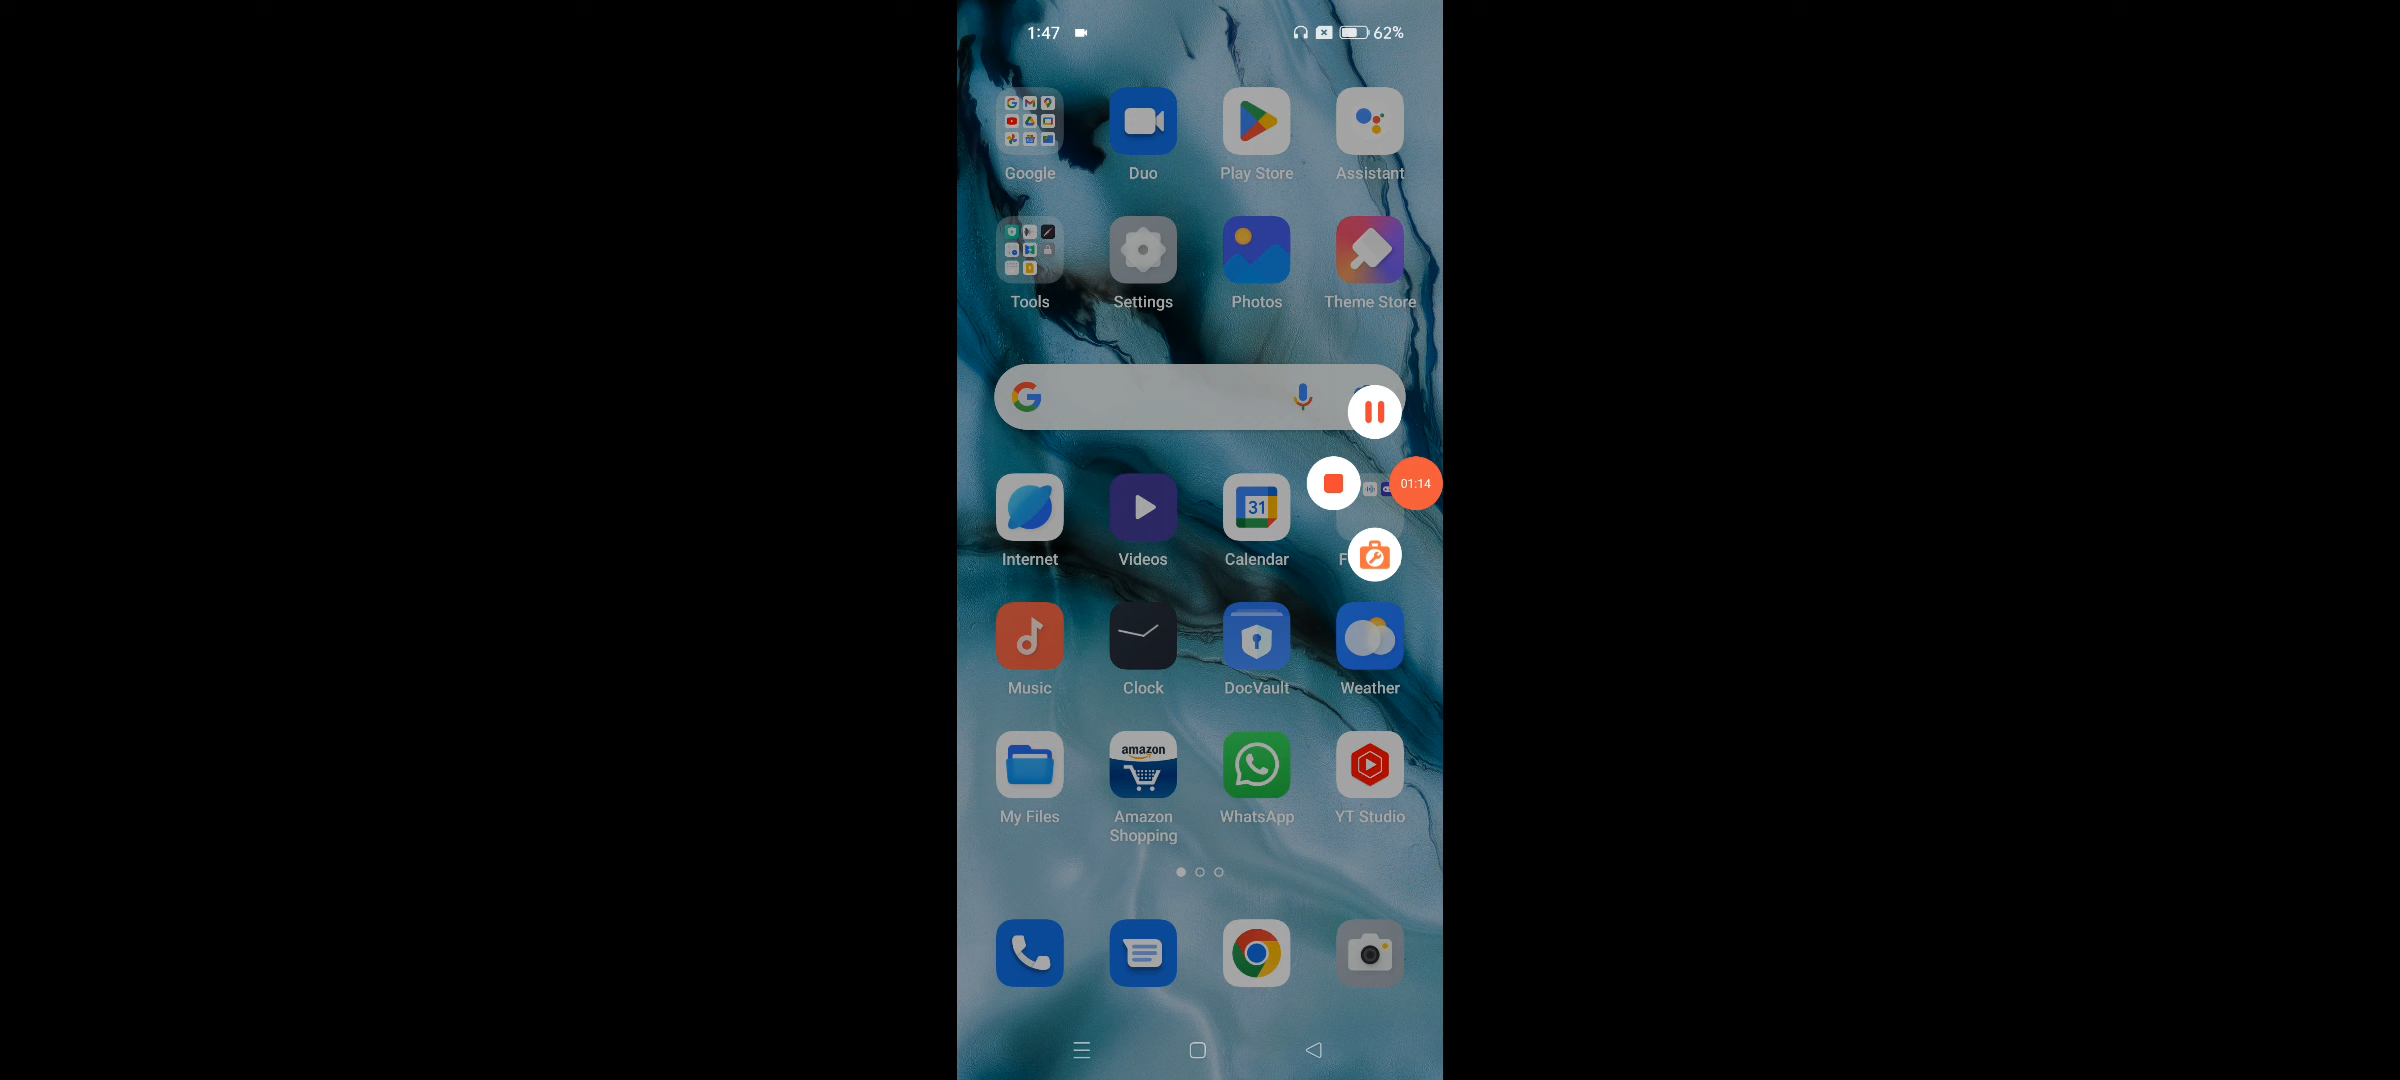 1:47
62%
Google
Duo
Play Store
Assistant
Tools
Settings
Photos
Theme Store
31
01:14
Internet
Videos
Calendar
Music
Clock
DocVault
Weather
amazon
My Files
Amazon
Shopping
WhatsApp
YT Studio